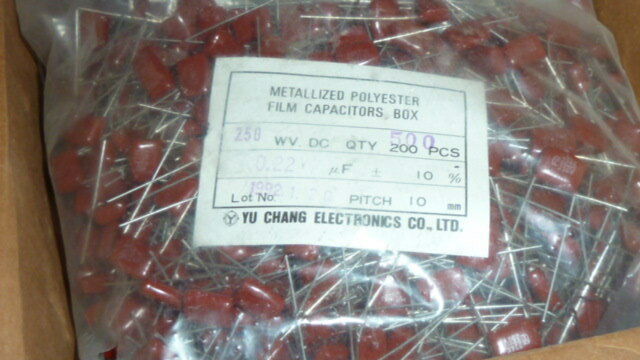 METALLIZED POLYESTER
FILM CAPACITORS BOX
250 WV. DC QTY 200 PCS
500
0.22 μF ± 10 %
Lot No. PITCH 10 mm
YU CHANG ELECTRONICS CO., LTD.